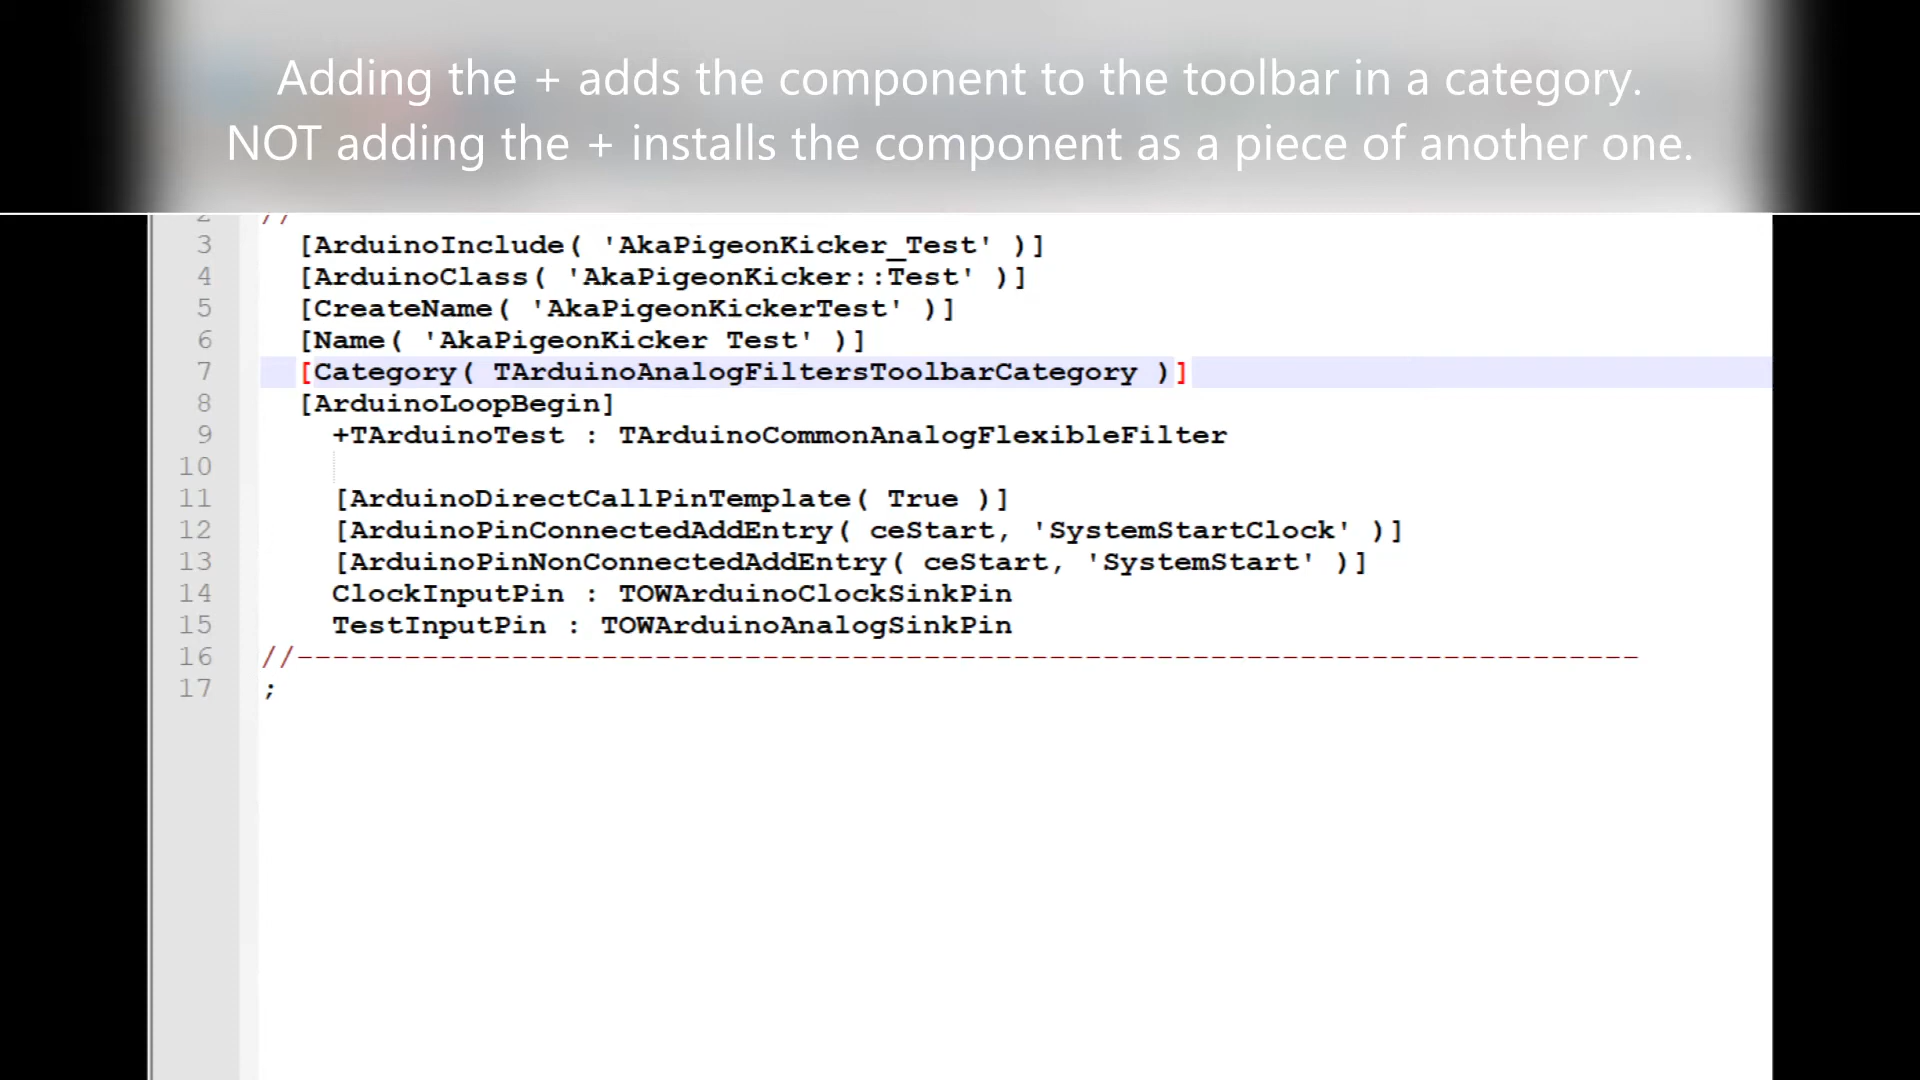 Adding the + adds the component to the toolbar in a category.
NOT adding the + installs the component as a piece of another one.
2 //
3 [ArduinoInclude( 'AkaPigeonKicker_Test' )]
4 [ArduinoClass( 'AkaPigeonKicker::Test' )]
5 [CreateName( 'AkaPigeonKickerTest' )]
6 [Name( 'AkaPigeonKicker Test' )]
7 [Category( TArduinoAnalogFiltersToolbarCategory )]
8 [ArduinoLoopBegin]
9 +TArduinoTest : TArduinoCommonAnalogFlexibleFilter
10
11 [ArduinoDirectCallPinTemplate( True )]
12 [ArduinoPinConnectedAddEntry( ceStart, 'SystemStartClock' )]
13 [ArduinoPinNonConnectedAddEntry( ceStart, 'SystemStart' )]
14 ClockInputPin : TOWArduinoClockSinkPin
15 TestInputPin : TOWArduinoAnalogSinkPin
16 //---------------------------------------------------------------------------
17 ;